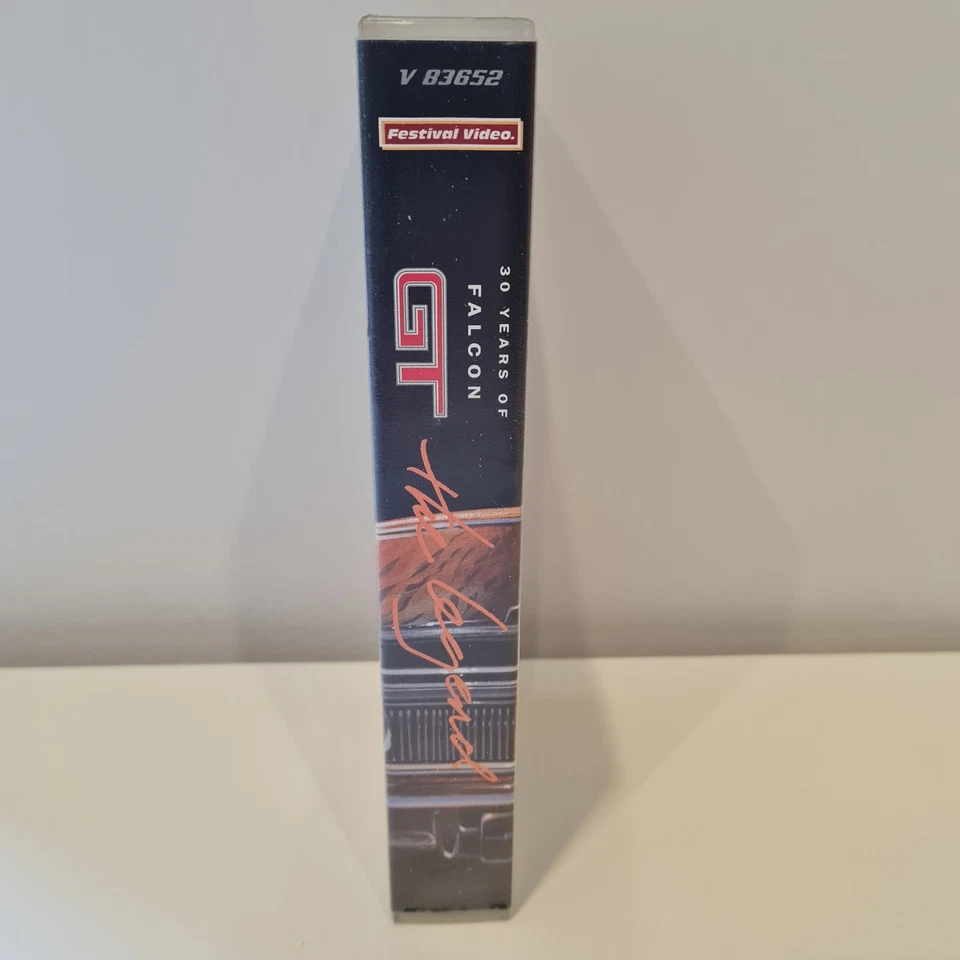 V 83652
Festival Video.
30 YEARS OF
FALCON
GT
the legend